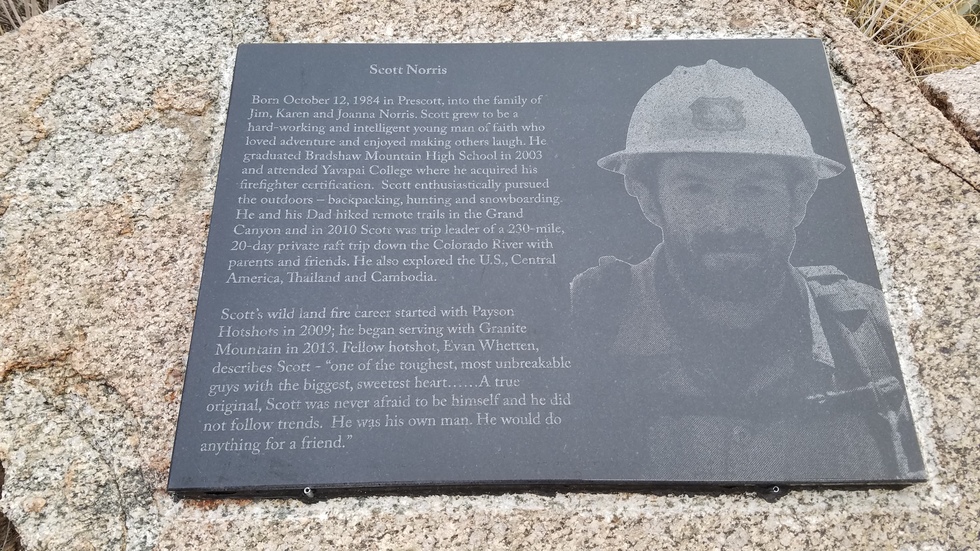 Scott Norris
Born October 12, 1984 in Prescott, into the family of
Jim, Karen and Joanna Norris. Scott grew to be a
hard-working and intelligent young man of faith who
loved adventure and enjoyed making others laugh. He
graduated Bradshaw Mountain High School in 2003
and attended Yavapai College where he acquired his
firefighter certification. Scott enthusiastically pursued
the outdoors – backpacking, hunting and snowboarding.
He and his Dad hiked remote trails in the Grand
Canyon and in 2010 Scott was trip leader of a 230-mile,
20-day private raft trip down the Colorado River with
parents and friends. He also explored the U.S., Central
America, Thailand and Cambodia.
Scott's wild land fire career started with Payson
Hotshots in 2009; he began serving with Granite
Mountain in 2013. Fellow hotshot, Evan Whetten,
describes Scott - "one of the toughest, most unbreakable
guys with the biggest, sweetest heart……A true
original, Scott was never afraid to be himself and he did
not follow trends. He was his own man. He would do
anything for a friend."